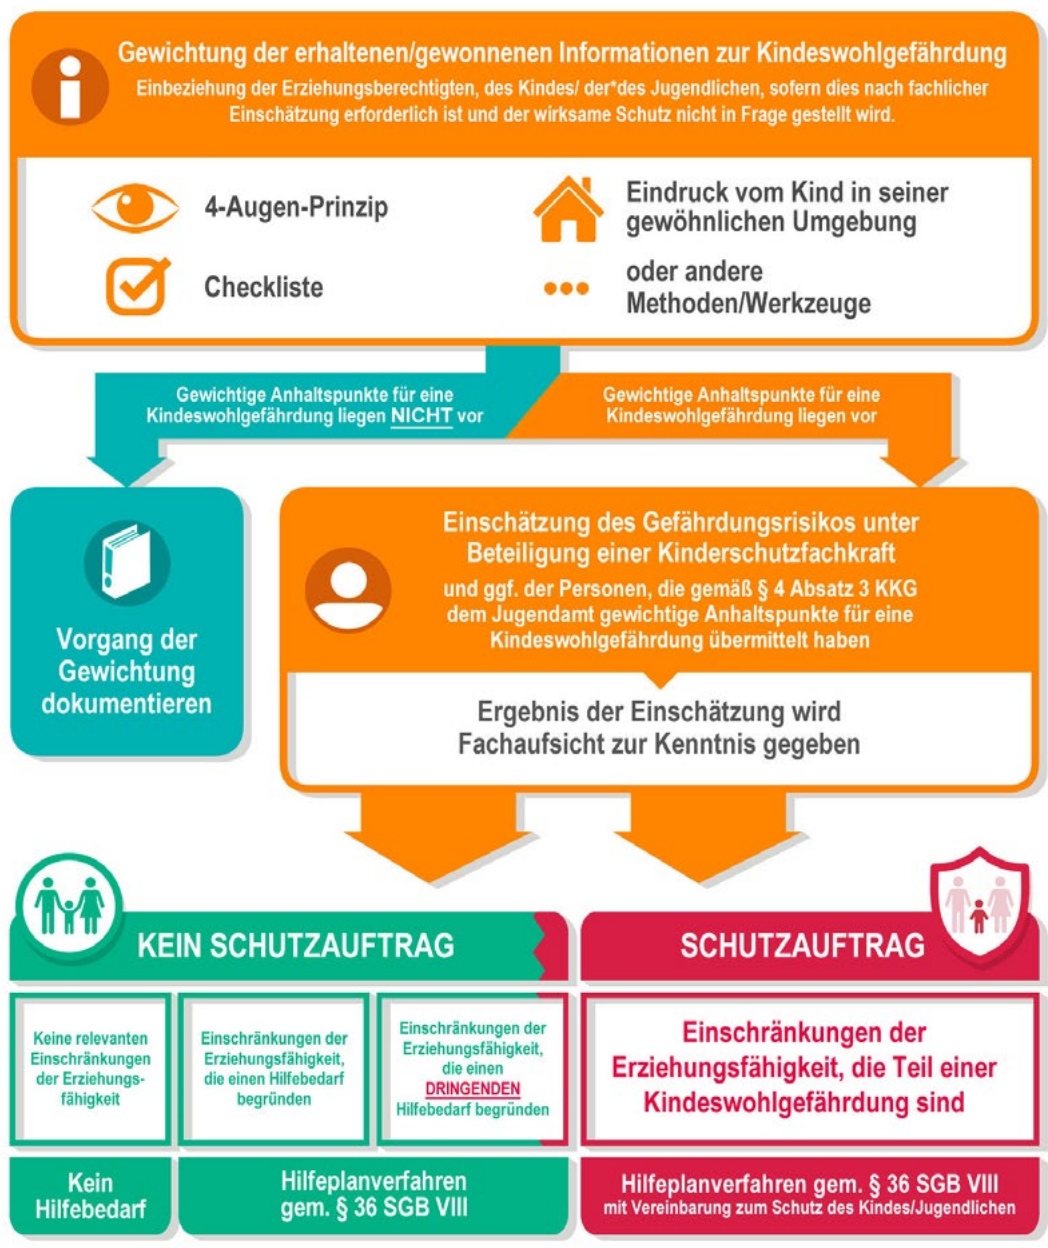 Gewichtung der erhaltenen/gewonnenen Informationen zur Kindeswohlgefährdung
Einbeziehung der Erziehungsberechtigten, des Kindes/ der*des Jugendlichen, sofern dies nach fachlicher
Einschätzung erforderlich ist und der wirksame Schutz nicht in Frage gestellt wird.
4-Augen-Prinzip
Eindruck vom Kind in seiner
gewöhnlichen Umgebung
Checkliste
oder andere
Methoden/Werkzeuge
Gewichtige Anhaltspunkte für eine
Kindeswohlgefährdung liegen NICHT vor
Gewichtige Anhaltspunkte für eine
Kindeswohlgefährdung liegen vor
Vorgang der
Gewichtung
dokumentieren
Einschätzung des Gefährdungsrisikos unter
Beteiligung einer Kinderschutzfachkraft
und ggf. der Personen, die gemäß § 4 Absatz 3 KKG
dem Jugendamt gewichtige Anhaltspunkte für eine
Kindeswohlgefährdung übermittelt haben
Ergebnis der Einschätzung wird
Fachaufsicht zur Kenntnis gegeben
KEIN SCHUTZAUFTRAG
Keine relevanten
Einschränkungen
der Erziehungs-
fähigkeit
Einschränkungen der
Erziehungsfähigkeit,
die einen Hilfebedarf
begründen
Einschränkungen der
Erziehungsfähigkeit,
die einen
DRINGENDEN
Hilfebedarf begründen
Kein
Hilfebedarf
Hilfeplanverfahren
gem. § 36 SGB VIII
SCHUTZAUFTRAG
Einschränkungen der
Erziehungsfähigkeit, die Teil einer
Kindeswohlgefährdung sind
Hilfeplanverfahren gem. § 36 SGB VIII
mit Vereinbarung zum Schutz des Kindes/Jugendlichen